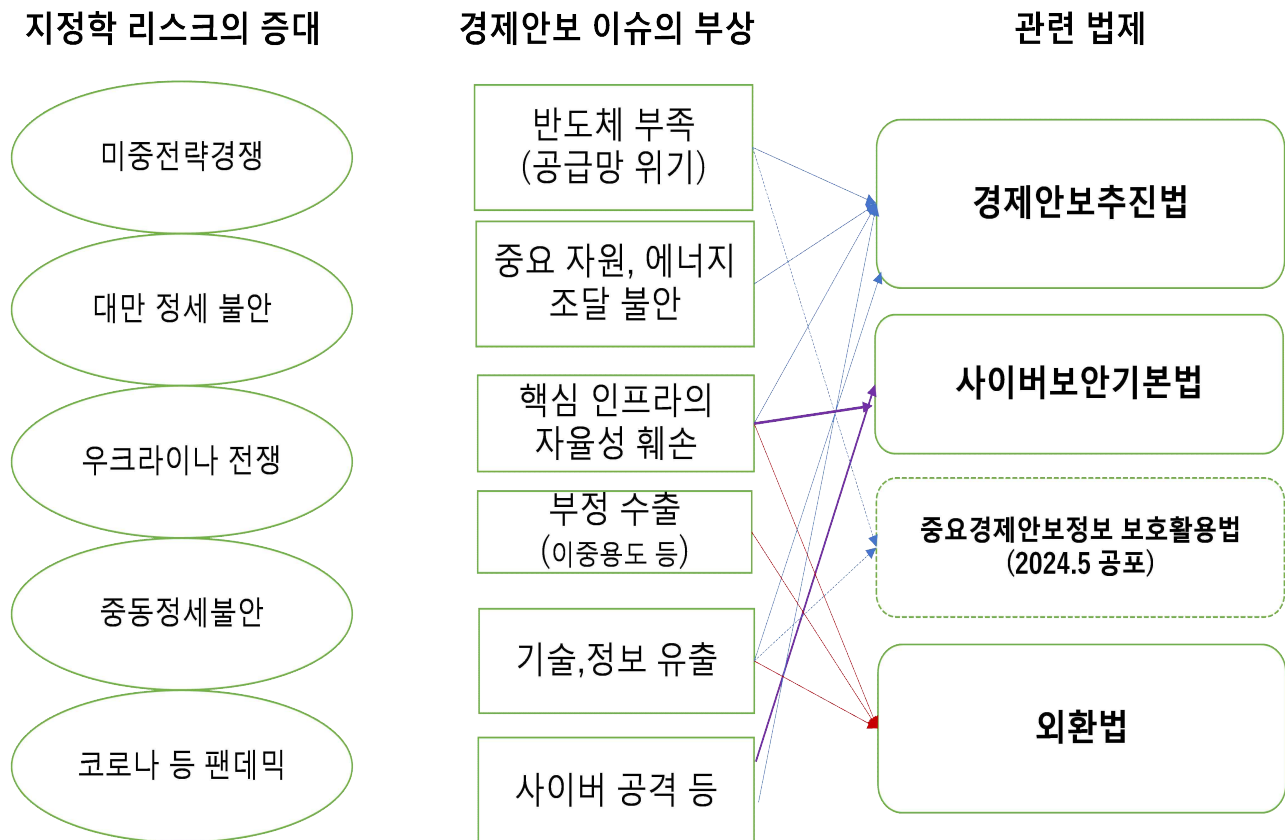 지정학 리스크의 증대
미중전략경쟁
대만 정세 불안
우크라이나 전쟁
중동정세불안
코로나 등 팬데믹
경제안보 이슈의 부상
반도체 부족
(공급망 위기)
중요 자원, 에너지
조달 불안
핵심 인프라의
자율성 훼손
부정 수출
(이중용도 등)
기술,정보 유출
사이버 공격 등
관련 법제
경제안보추진법
사이버보안기본법
중요경제안보정보 보호활용법
(2024.5 공포)
외환법